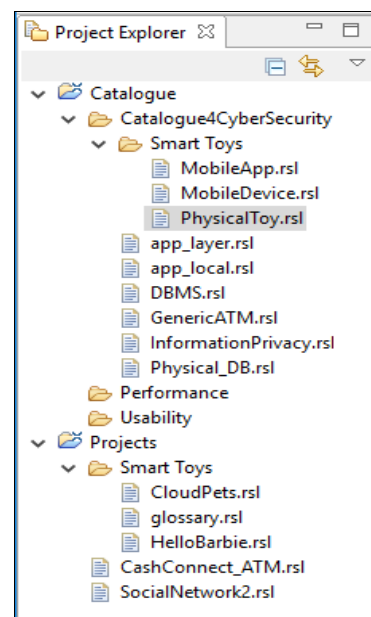 Project Explorer
Catalogue
Catalogue4CyberSecurity
Smart Toys
MobileApp.rsl
MobileDevice.rsl
PhysicalToy.rsl
app_layer.rsl
app_local.rsl
DBMS.rsl
GenericATM.rsl
InformationPrivacy.rsl
Physical_DB.rsl
Performance
Usability
Projects
Smart Toys
CloudPets.rsl
glossary.rsl
HelloBarbie.rsl
CashConnect_ATM.rsl
SocialNetwork2.rsl